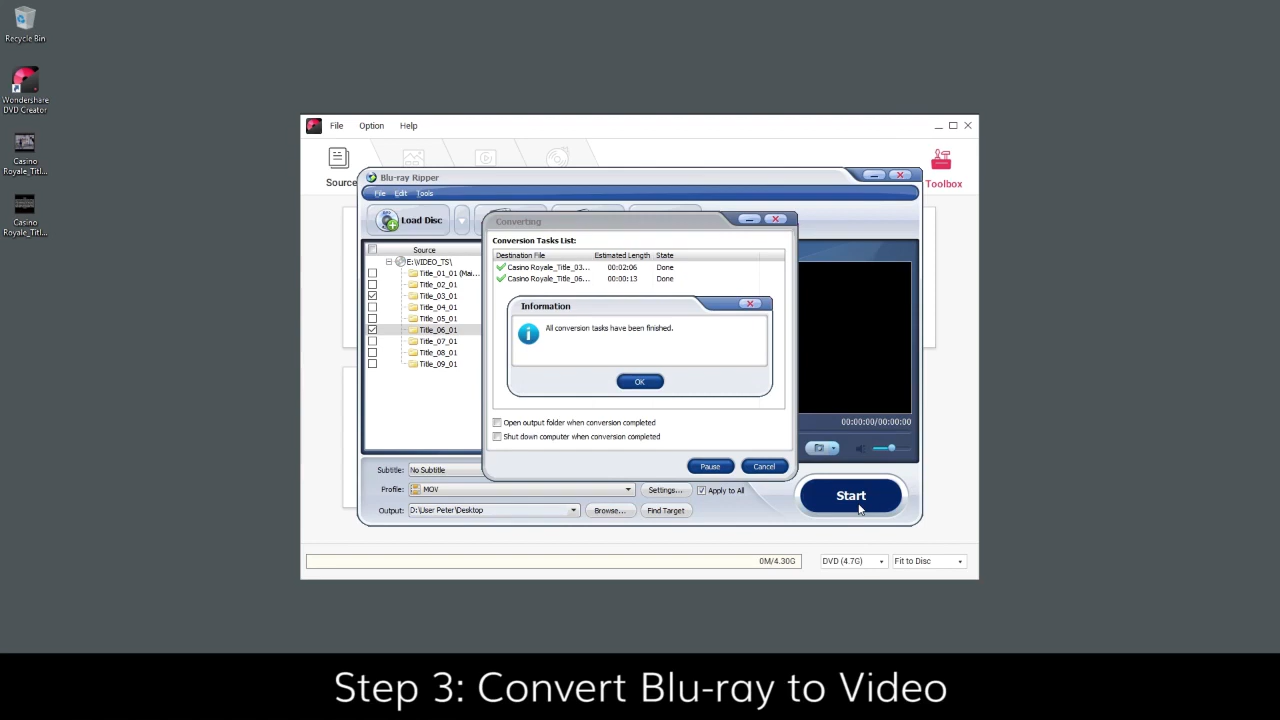 Recycle Bin
Wondershare
DVD Creator
Casino
Royale_Titl...
Casino
Royale_Titl...
File Option Help
Source
Toolbox
Blu-ray Ripper
File Edit Tools
Load Disc
Source
E:\VIDEO_TS\
Title_01_01 (Mai...
Title_02_01
Title_03_01
Title_04_01
Title_05_01
Title_06_01
Title_07_01
Title_08_01
Title_09_01
Converting
Conversion Tasks List:
Destination File Estimated Length State
Casino Royale_Title_03... 00:02:06 Done
Casino Royale_Title_06... 00:00:13 Done
Information
All conversion tasks have been finished.
OK
Open output folder when conversion completed
Shut down computer when conversion completed
Pause Cancel
00:00:00/00:00:00
Subtitle: No Subtitle
Profile: MOV Settings... Apply to All
Output: D:\User Peter\Desktop Browse... Find Target
Start
0M/4.30G DVD (4.7G) Fit to Disc
Step 3: Convert Blu-ray to Video